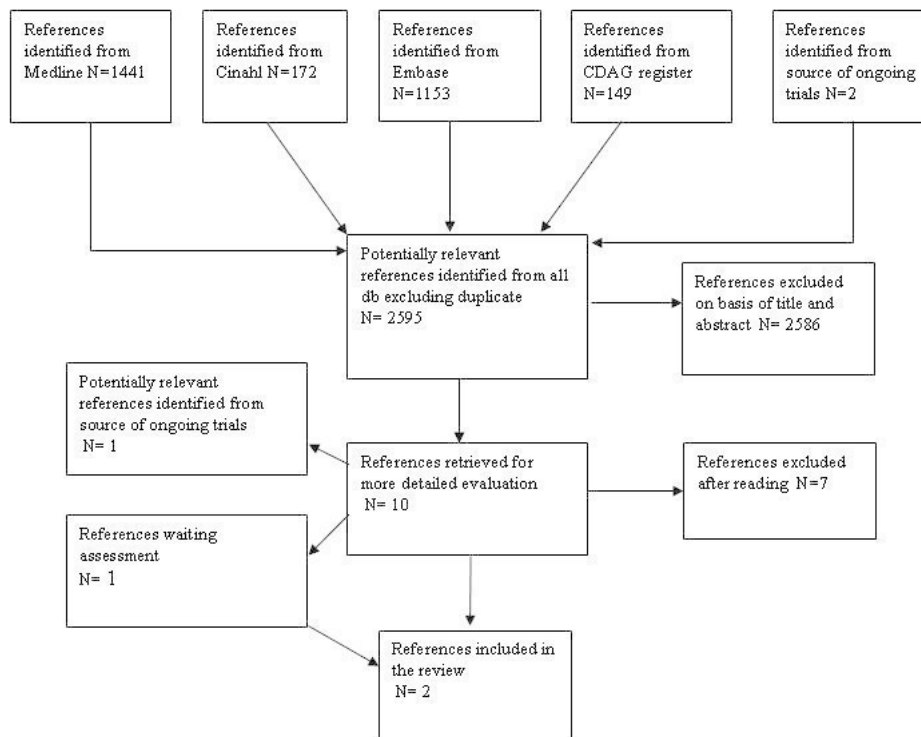 References
identified from
Medline N=1441
References
identified from
Cinahl N=172
References
identified from
Embase
N=1153
References
identified from
CDAG register
N=149
References
identified from
source of ongoing
trials N=2
Potentially relevant
references identified from all
db excluding duplicate
N= 2595
References excluded
on basis of title and
abstract N= 2586
Potentially relevant
references identified from
source of ongoing trials
N= 1
References retrieved for
more detailed evaluation
N= 10
References excluded
after reading N=7
References waiting
assessment
N= 1
References included in
the review
N= 2